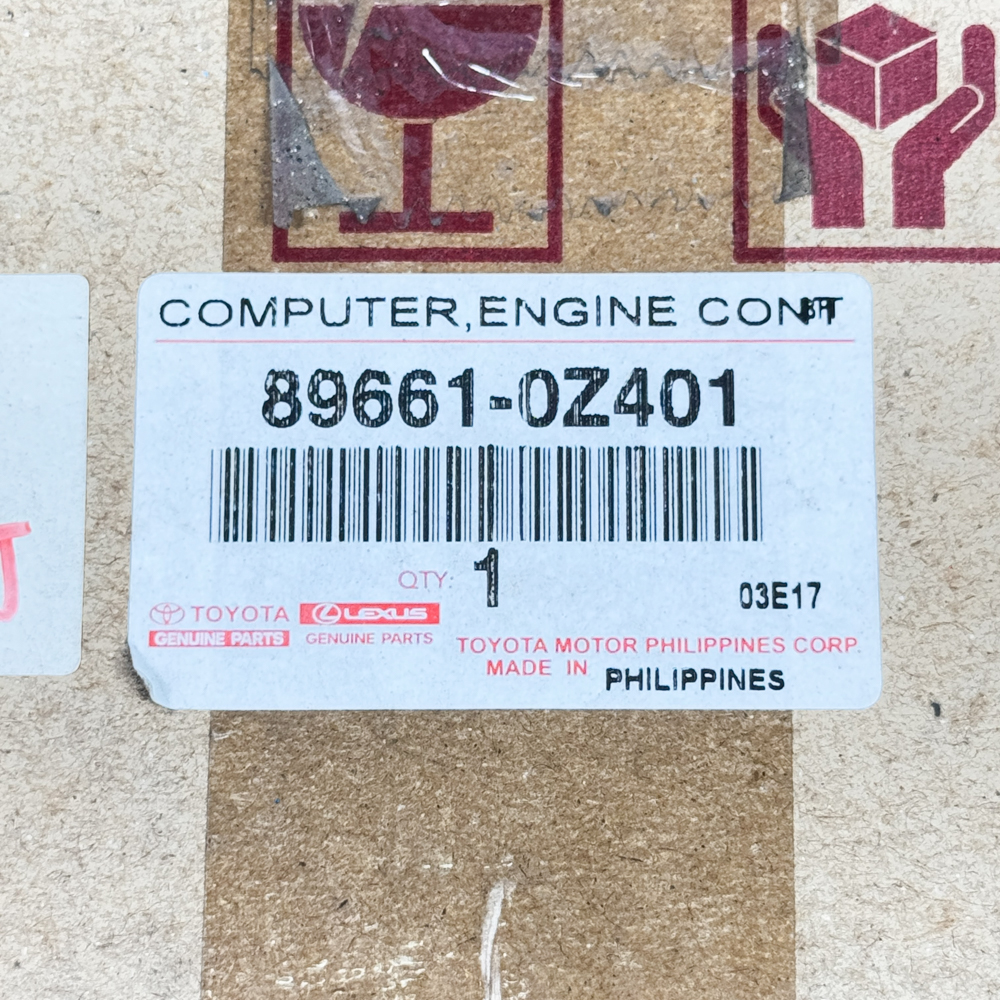 COMPUTER,ENGINE CONT
89661-0Z401
QTY: 1
03E17
TOYOTA
GENUINE PARTS
LEXUS
GENUINE PARTS
TOYOTA MOTOR PHILIPPINES CORP.
MADE IN PHILIPPINES